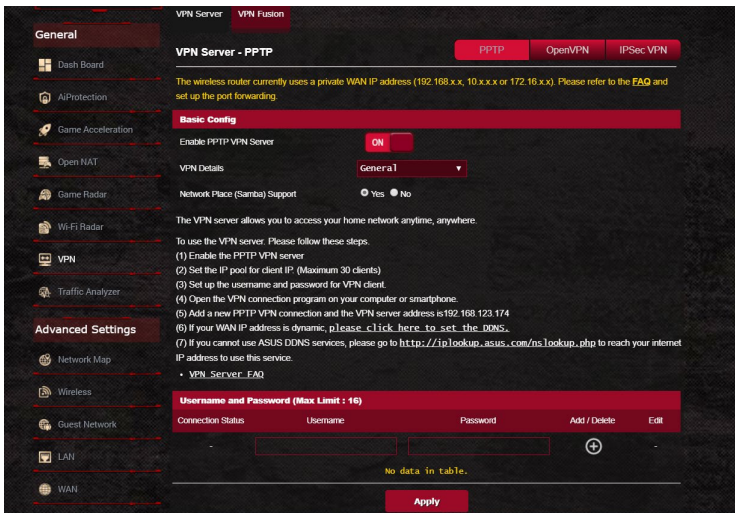 VPN Server VPN Fusion
General
Dash Board
AiProtection
Game Acceleration
Open NAT
Game Radar
Wi-Fi Radar
VPN
Traffic Analyzer
Advanced Settings
Network Map
Wireless
Guest Network
LAN
WAN
VPN Server - PPTP
PPTP OpenVPN IPSec VPN
The wireless router currently uses a private WAN IP address (192.168.x.x, 10.x.x.x or 172.16.x.x). Please refer to the FAQ and
set up the port forwarding.
Basic Config
Enable PPTP VPN Server ON
VPN Details General
Network Place (Samba) Support Yes No
The VPN server allows you to access your home network anytime, anywhere.
To use the VPN server. Please follow these steps.
(1) Enable the PPTP VPN server
(2) Set the IP pool for client IP. (Maximum 30 clients)
(3) Set up the username and password for VPN client.
(4) Open the VPN connection program on your computer or smartphone.
(5) Add a new PPTP VPN connection and the VPN server address is192.168.123.174
(6) If your WAN IP address is dynamic, please click here to set the DDNS.
(7) If you cannot use ASUS DDNS services, please go to http://iplookup.asus.com/nslookup.php to reach your internet
IP address to use this service.
• VPN Server FAQ
Username and Password (Max Limit : 16)
Connection Status Username Password Add / Delete Edit
- -
No data in table.
Apply